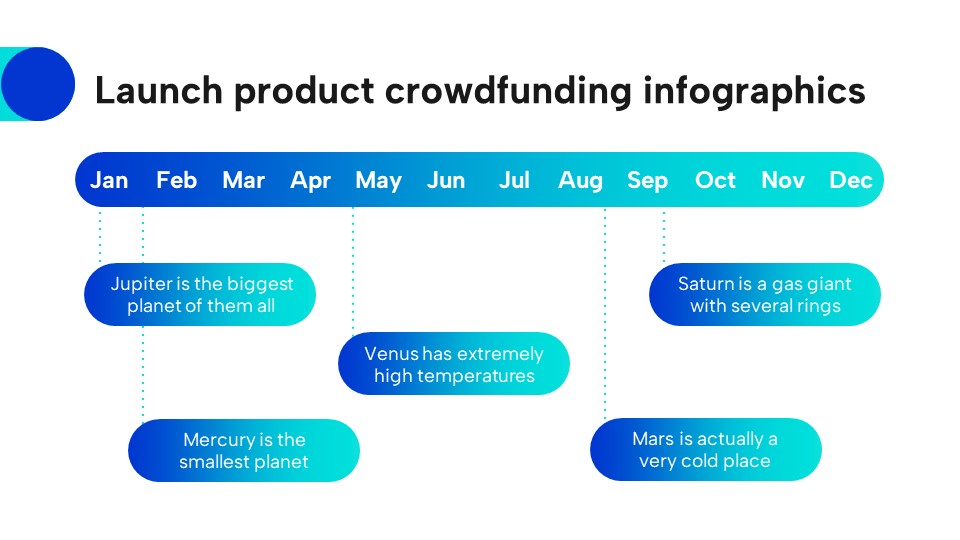 Launch product crowdfunding infographics
Jan Feb Mar Apr May Jun Jul Aug Sep Oct Nov Dec
Jupiter is the biggest
planet of them all
Saturn is a gas giant
with several rings
Venus has extremely
high temperatures
Mercury is the
smallest planet
Mars is actually a
very cold place